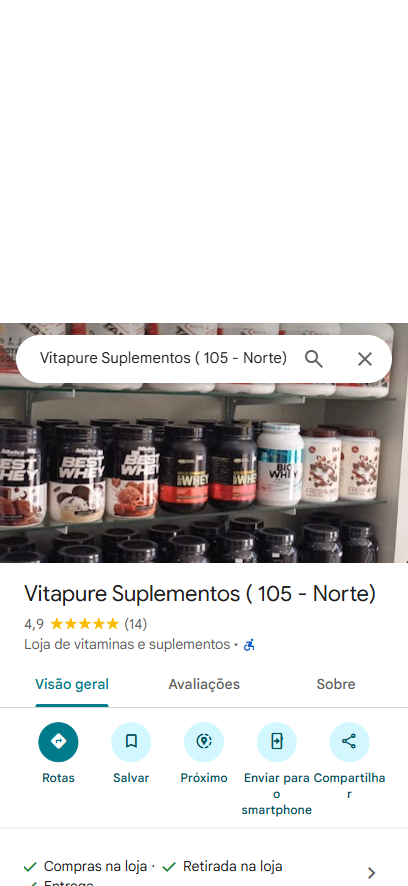 Vitapure Suplementos ( 105 - Norte)
BEST
WHEY
BEST
WHEY
BEST
WHEY
WHEY
WHEY
BIO
WHEY
Vitapure Suplementos ( 105 - Norte)
4,9 (14)
Loja de vitaminas e suplementos ·
Visão geral Avaliações Sobre
Rotas Salvar Próximo Enviar para o smartphone Compartilhar
Compras na loja · Retirada na loja
Entrega